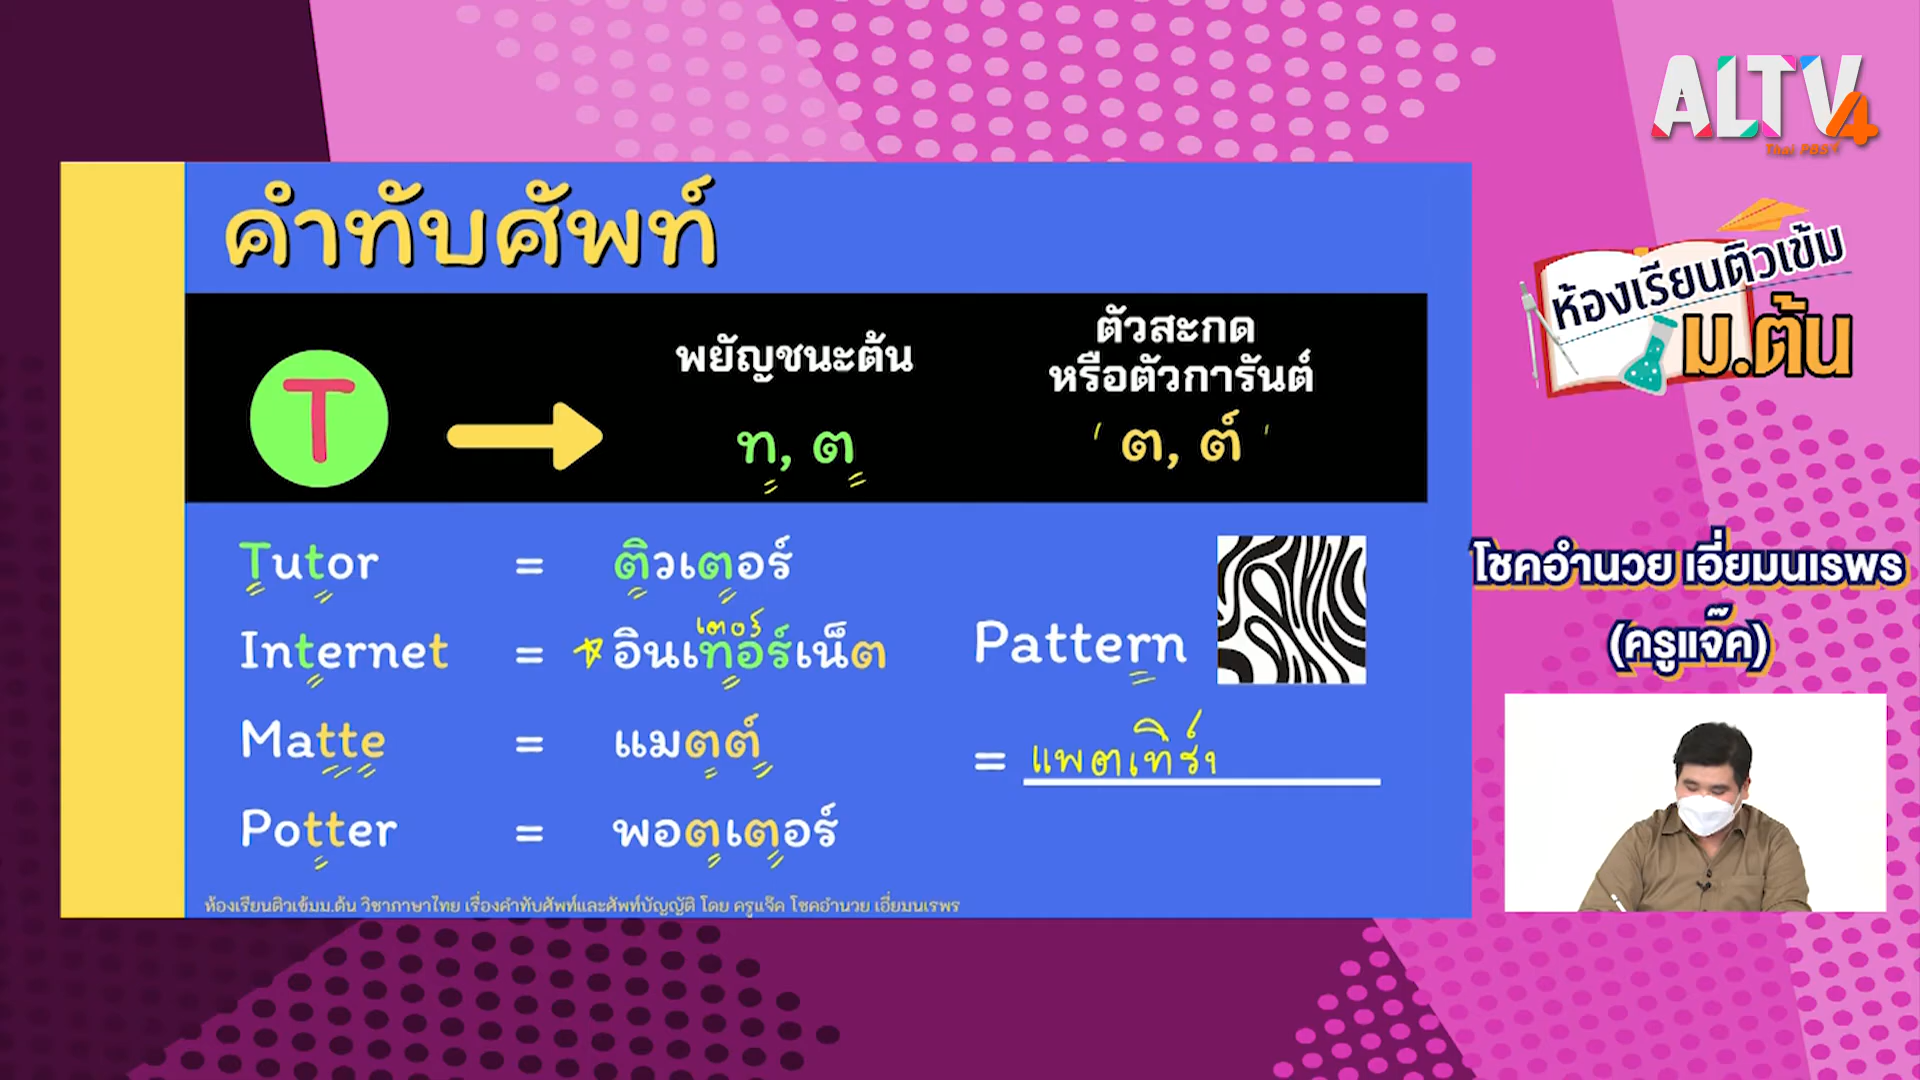 ALTV4
Thai PBS
ห้องเรียนติวเข้ม
ม.ต้น
คำทับศัพท์
T
พยัญชนะต้น
ท, ต
ตัวสะกด
หรือตัวการันต์
' ต, ต์ '
Tutor = ติวเตอร์
เตอร์
Internet = อินเทอร์เน็ต
Matte = แมตต์
Potter = พอตเตอร์
Pattern
= แพตเทิร์
ห้องเรียนติวเข้มม.ต้น วิชาภาษาไทย เรื่องคำทับศัพท์และศัพท์บัญญัติ โดย ครูแจ๊ค โชคอำนวย เอี่ยมนเรพร
โชคอำนวย เอี่ยมนเรพร
(ครูแจ๊ค)